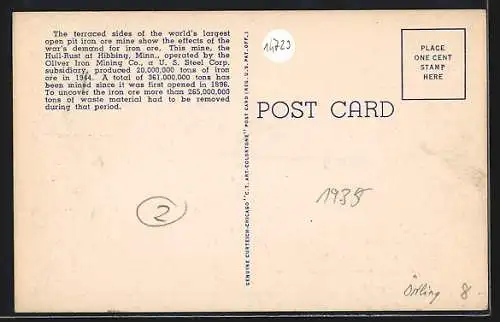 The terraced sides of the world's largest
open pit iron ore mine show the effects of the
war's demand for iron ore. This mine, the
Hull-Rust at Hibbing, Minn., operated by the
Oliver Iron Mining Co., a U. S. Steel Corp.
subsidiary, produced 20,000,000 tons of iron
ore in 1944. A total of 361,000,000 tons has
been mined since it was first opened in 1896.
To uncover the iron ore more than 265,000,000
tons of waste material had to be removed
during that period.
2
GENUINE CURTEICH-CHICAGO "C. T. ART-COLORTONE" POST CARD (REG. U. S. PAT. OFF.)
14723
PLACE
ONE CENT
STAMP
HERE
POST CARD
1935
8